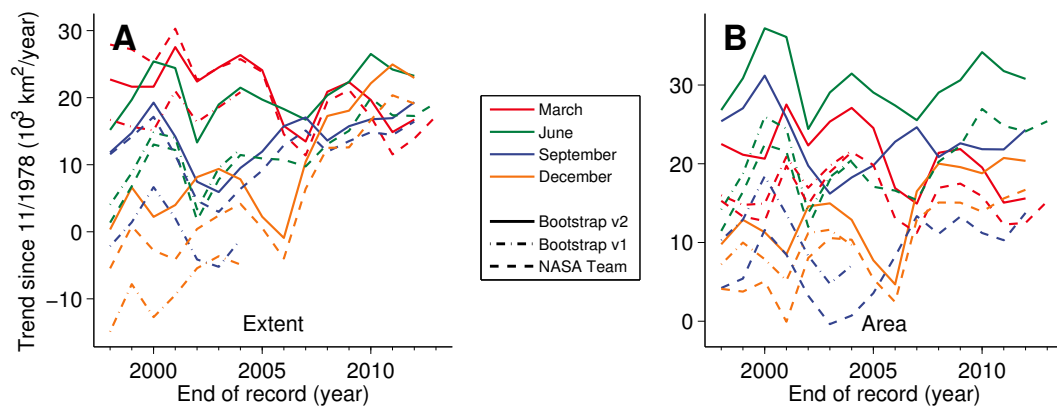 A
B
Trend since 11/1978 (10³ km²/year)
30
20
10
0
−10
2000
2005
2010
End of record (year)
Extent
March
June
September
December
Bootstrap v2
Bootstrap v1
NASA Team
30
20
10
0
2000
2005
2010
End of record (year)
Area